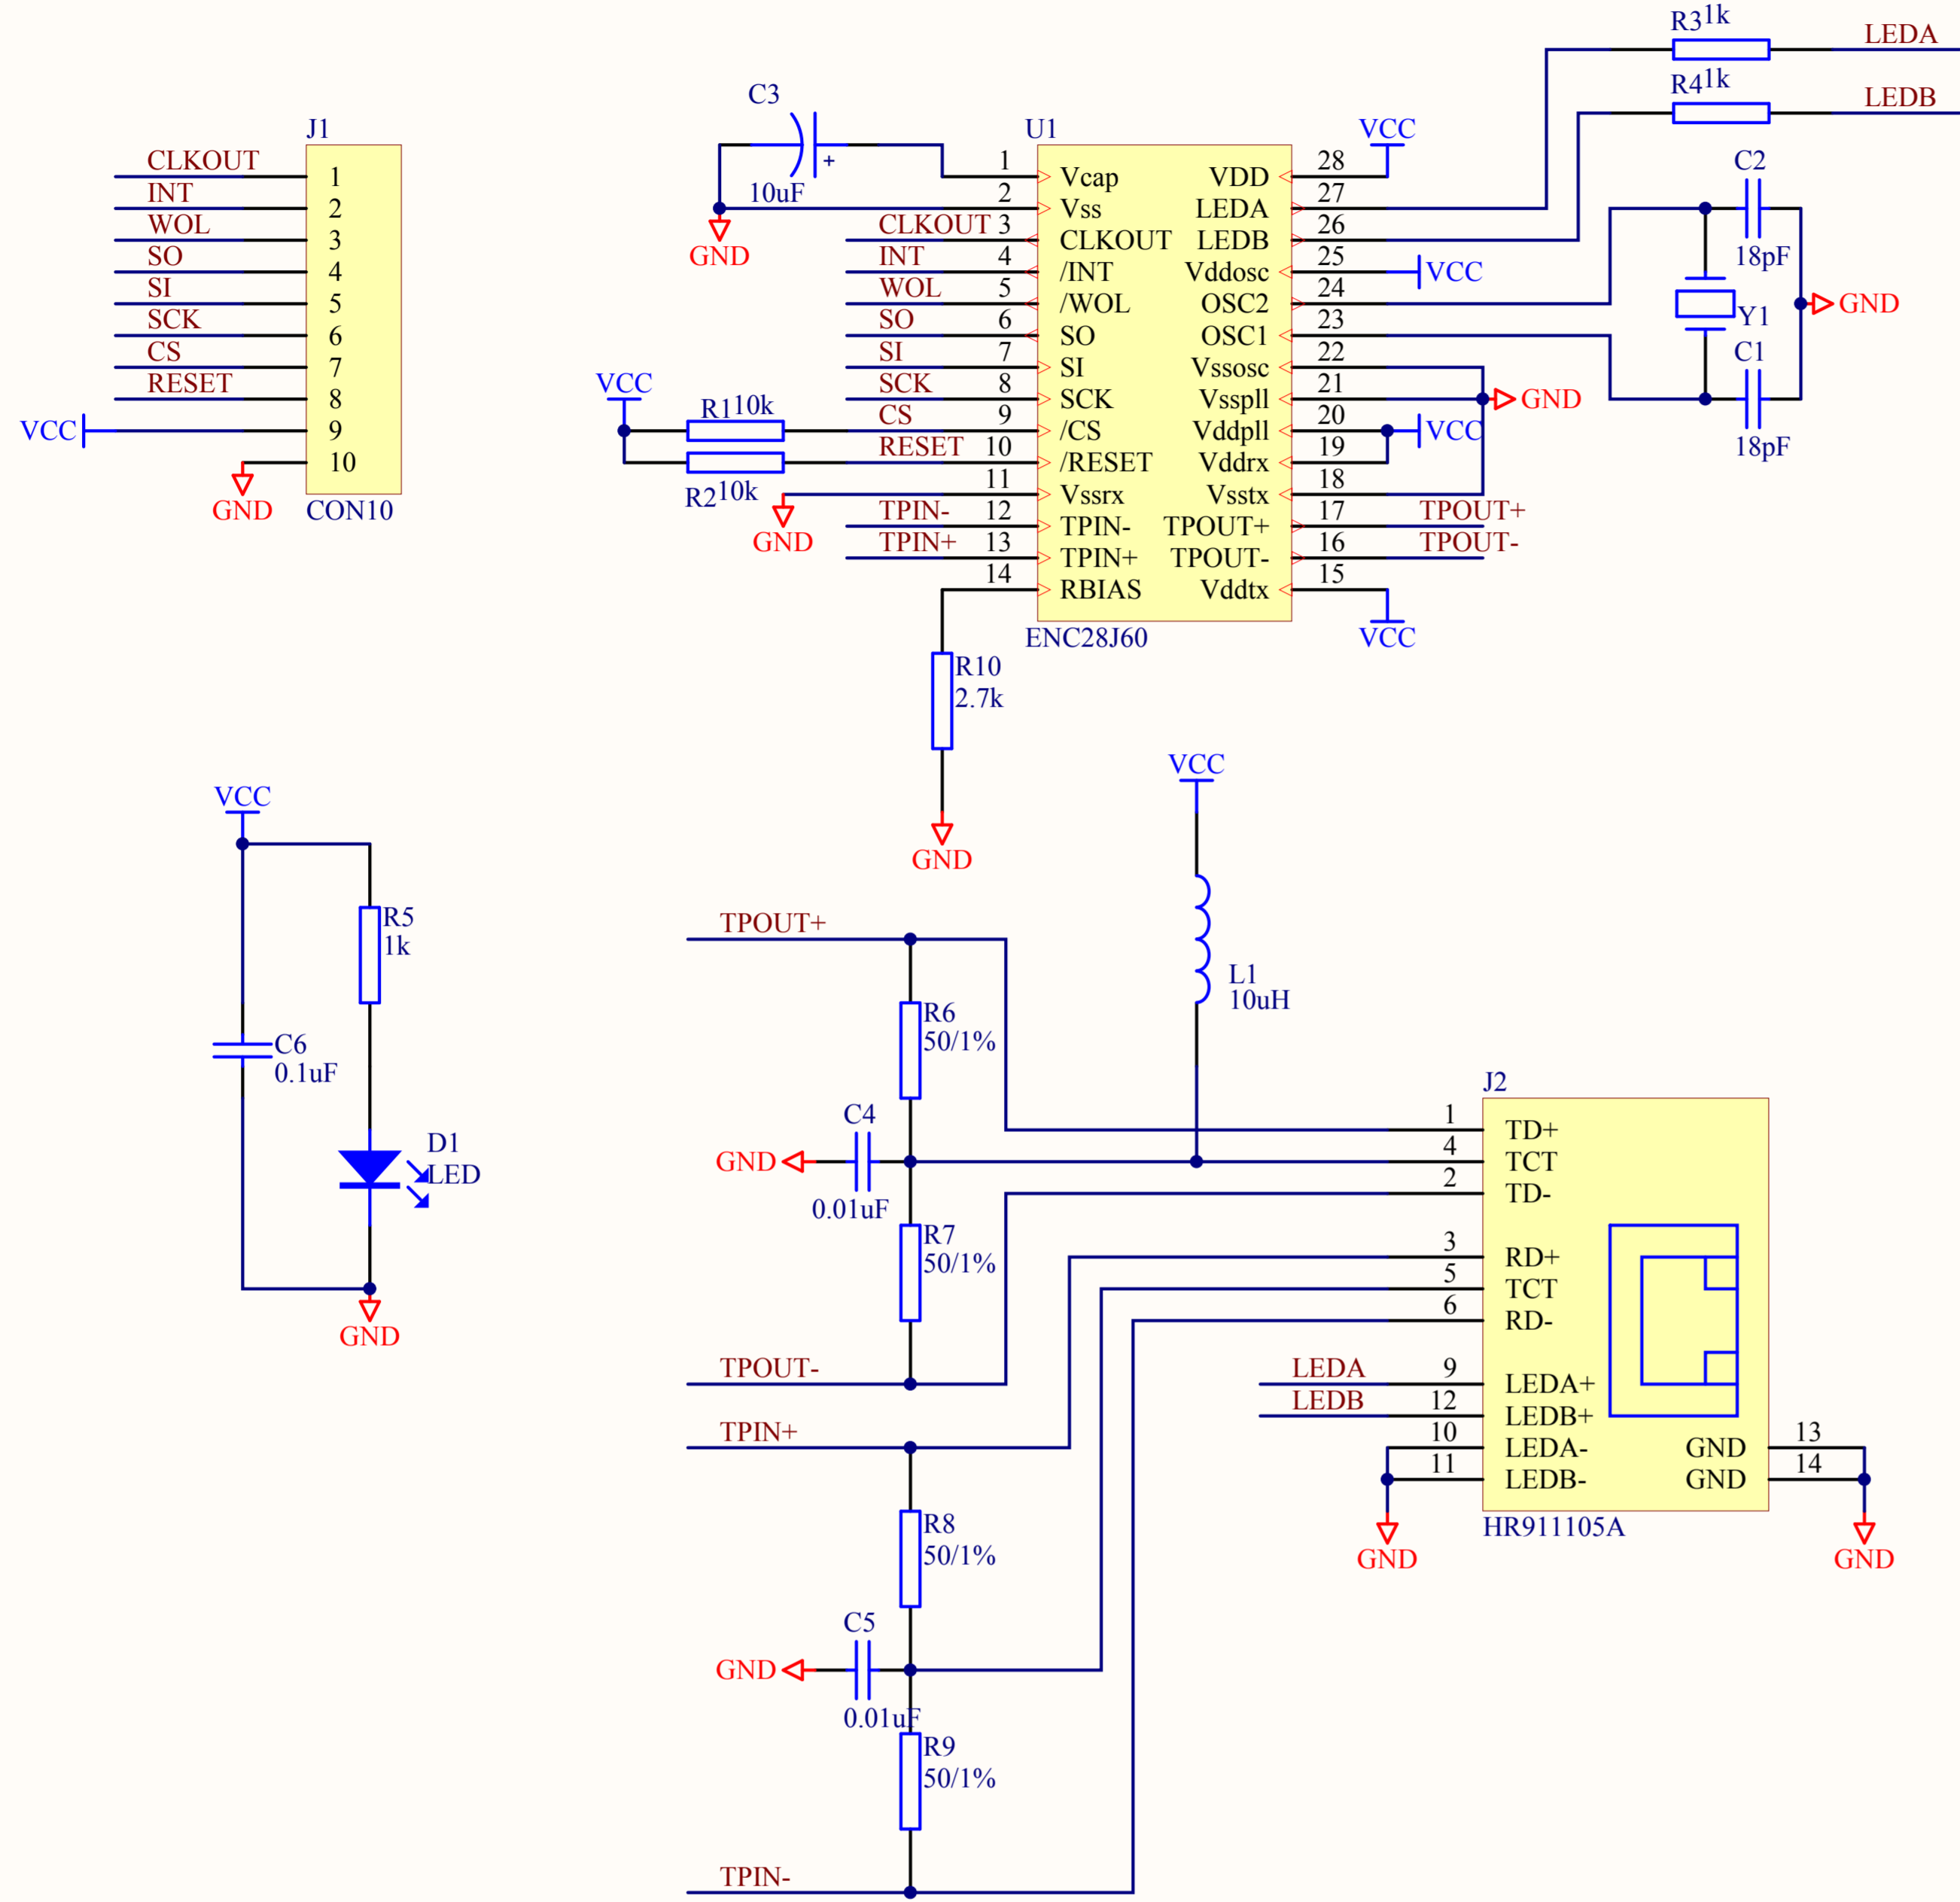 R3 1k LEDA
R4 1k LEDB
J1
CLKOUT 1
INT 2
WOL 3
SO 4
SI 5
SCK 6
CS 7
RESET 8
VCC 9
10
GND
CON10
C3
10uF
GND
U1
1 Vcap VDD 28 VCC
2 Vss LEDA 27
CLKOUT 3 CLKOUT LEDB 26
INT 4 /INT Vddosc 25 VCC
WOL 5 /WOL OSC2 24
SO 6 SO OSC1 23
SI 7 SI Vssosc 22
SCK 8 SCK Vsspll 21 GND
CS 9 /CS Vddpll 20 VCC
RESET 10 /RESET Vddrx 19
11 Vssrx Vsstx 18
TPIN- 12 TPIN- TPOUT+ 17 TPOUT+
TPIN+ 13 TPIN+ TPOUT- 16 TPOUT-
14 RBIAS Vddtx 15
VCC
ENC28J60
VCC
R1 10k
R2 10k
GND
R10
2.7k
GND
C2
18pF
Y1
GND
C1
18pF
VCC
R5
1k
C6
0.1uF
D1
LED
GND
VCC
L1
10uH
TPOUT+
R6
50/1%
C4
GND
0.01uF
R7
50/1%
TPOUT-
TPIN+
R8
50/1%
C5
GND
0.01uF
R9
50/1%
TPIN-
J2
1 TD+
4 TCT
2 TD-
3 RD+
5 TCT
6 RD-
LEDA 9 LEDA+
LEDB 12 LEDB+
10 LEDA- GND 13
11 LEDB- GND 14
HR911105A
GND
GND